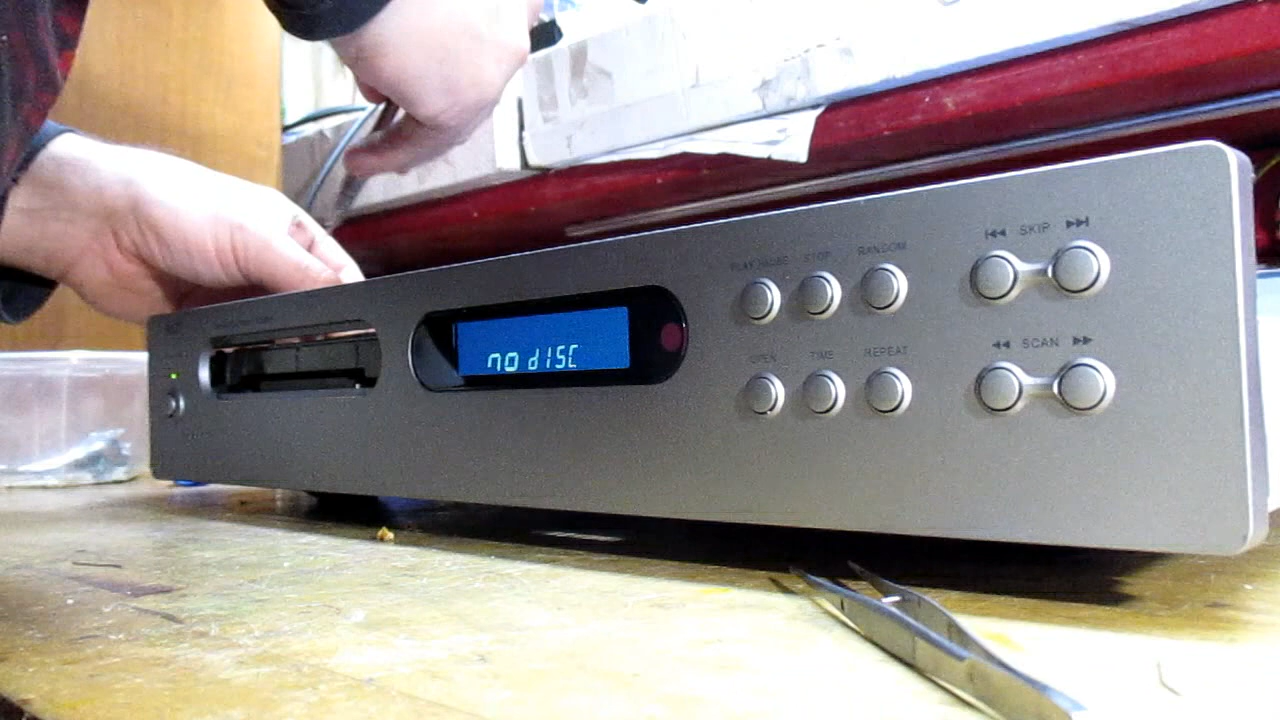 no dISC
PLAY/PAUSE STOP RANDOM
SKIP
OPEN TIME REPEAT
SCAN